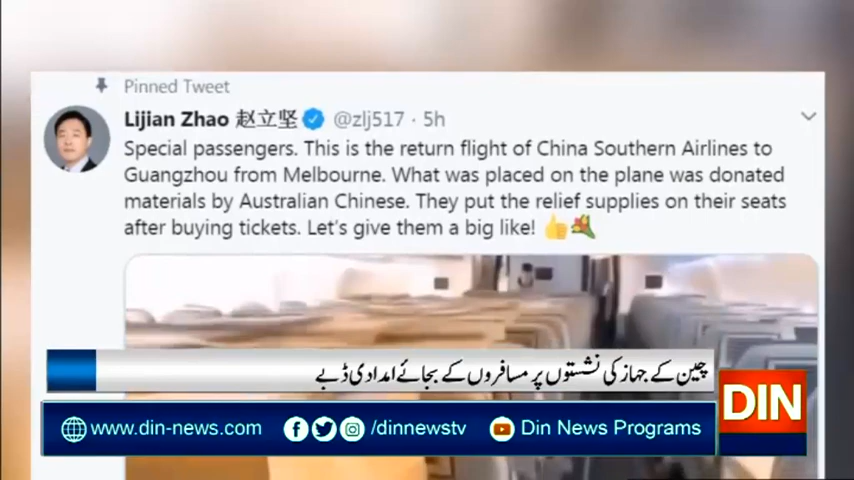 Pinned Tweet
Lijian Zhao 赵立坚 @zlj517 · 5h
Special passengers. This is the return flight of China Southern Airlines to
Guangzhou from Melbourne. What was placed on the plane was donated
materials by Australian Chinese. They put the relief supplies on their seats
after buying tickets. Let's give them a big like! 👍💐
چین کے جہاز کی نشستوں پر مسافروں کے بجائے امدادی ڈبے
DIN
www.din-news.com /dinnewstv Din News Programs